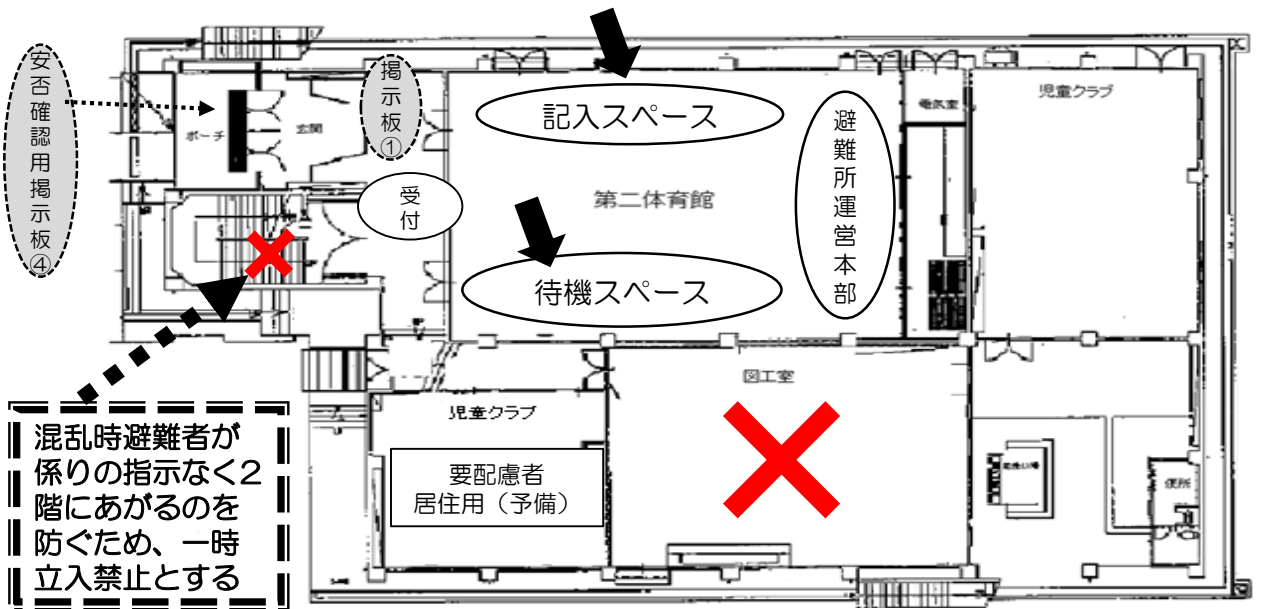 安否確認用掲示板④
掲示板①
ポーチ
玄関
受付
記入スペース
第二体育館
待機スペース
避難所運営本部
電気室
児童クラブ
混乱時避難者が
係りの指示なく2
階にあがるのを
防ぐため、一時
立入禁止とする
児童クラブ
要配慮者
居住用（予備）
図工室
便所